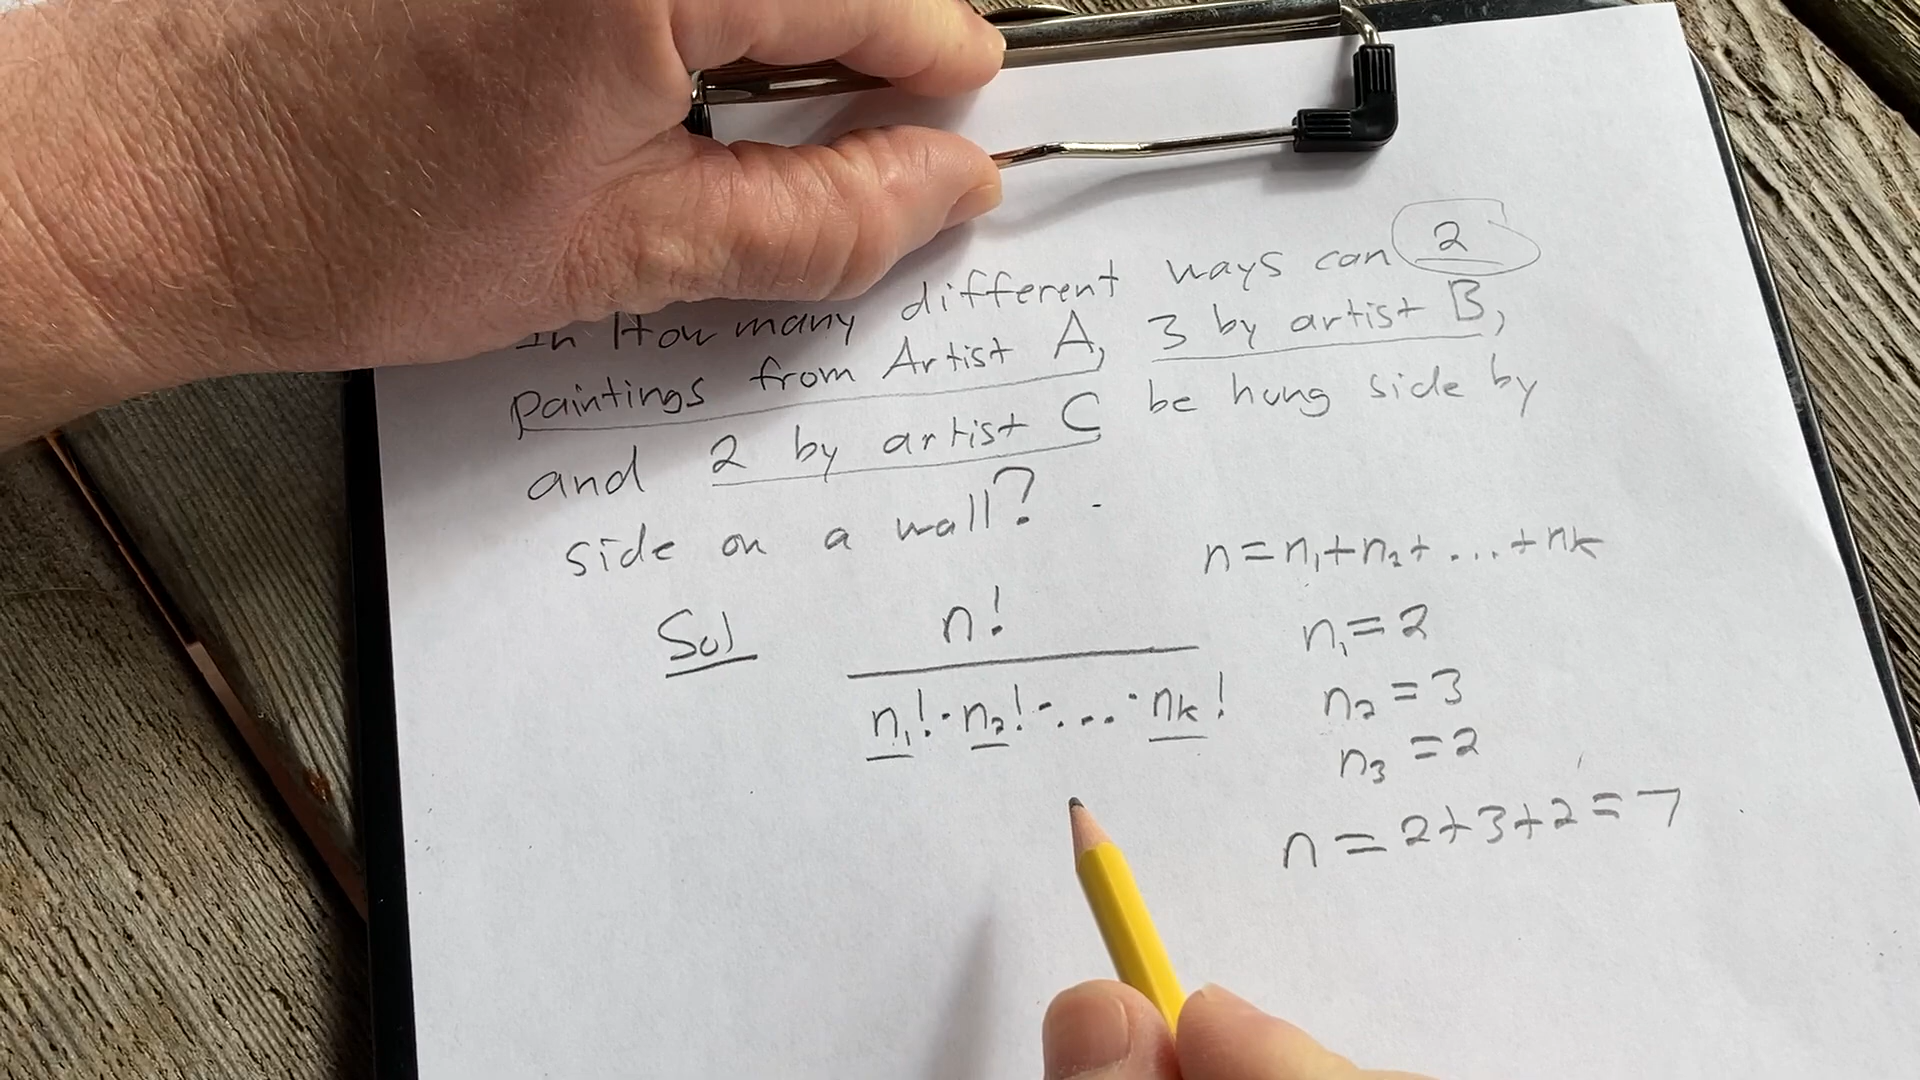 In How many different ways can 2
paintings from Artist A, 3 by artist B,
and 2 by artist C be hung side by
side on a wall?
n=n₁+n₂+...+nk
Sol n!
n₁!·n₂!·...·nk!
n₁=2
n₂=3
n₃=2
n=2+3+2=7